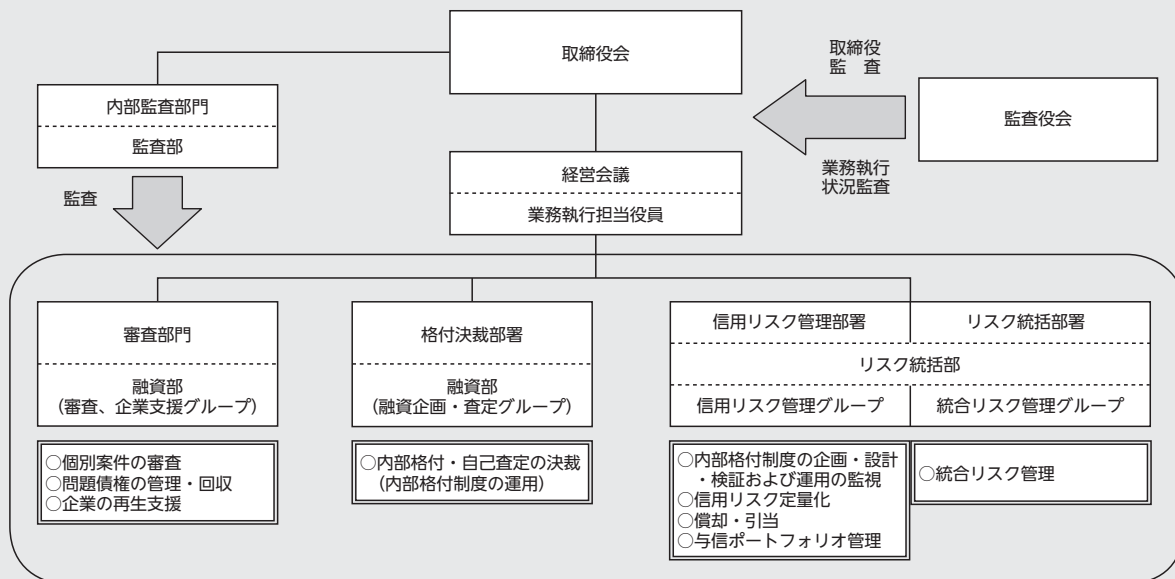 取締役会
取締役
監　査
内部監査部門
監査部
監査役会
監査
経営会議
業務執行担当役員
業務執行
状況監査
審査部門
融資部
（審査、企業支援グループ）
○個別案件の審査
○問題債権の管理・回収
○企業の再生支援
格付決裁部署
融資部
（融資企画・査定グループ）
○内部格付・自己査定の決裁
（内部格付制度の運用）
信用リスク管理部署
リスク統括部署
リスク統括部
信用リスク管理グループ
統合リスク管理グループ
○内部格付制度の企画・設計
・検証および運用の監視
○信用リスク定量化
○償却・引当
○与信ポートフォリオ管理
○統合リスク管理